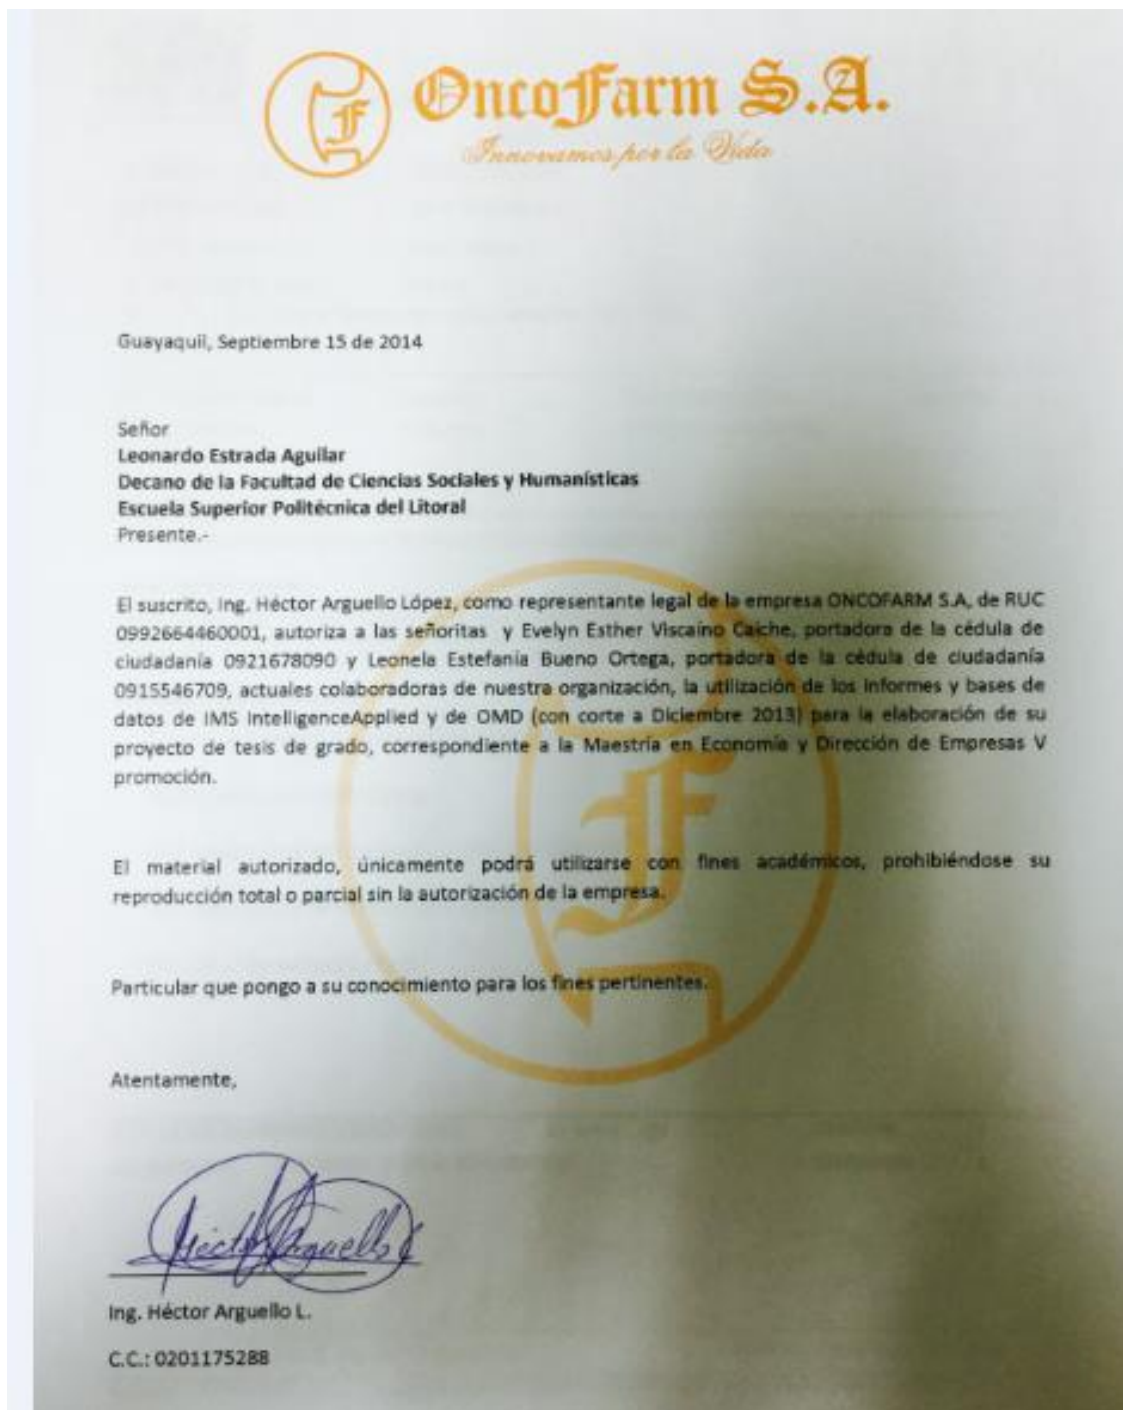 OncoFarm S.A.
Innovamos por la Vida
Guayaquil, Septiembre 15 de 2014
Señor
Leonardo Estrada Aguilar
Decano de la Facultad de Ciencias Sociales y Humanísticas
Escuela Superior Politécnica del Litoral
Presente.-
El suscrito, Ing. Héctor Arguello López, como representante legal de la empresa ONCOFARM S.A, de RUC
0992664460001, autoriza a las señoritas y Evelyn Esther Viscaíno Caiche, portadora de la cédula de
ciudadanía 0921678090 y Leonela Estefanía Bueno Ortega, portadora de la cédula de ciudadanía
0915546709, actuales colaboradoras de nuestra organización, la utilización de los informes y bases de
datos de IMS IntelligenceApplied y de OMD (con corte a Diciembre 2013) para la elaboración de su
proyecto de tesis de grado, correspondiente a la Maestría en Economía y Dirección de Empresas V
promoción.
El material autorizado, únicamente podrá utilizarse con fines académicos, prohibiéndose su
reproducción total o parcial sin la autorización de la empresa.
Particular que pongo a su conocimiento para los fines pertinentes.
Atentamente,
Héctor Arguello
Ing. Héctor Arguello L.
C.C.: 0201175288